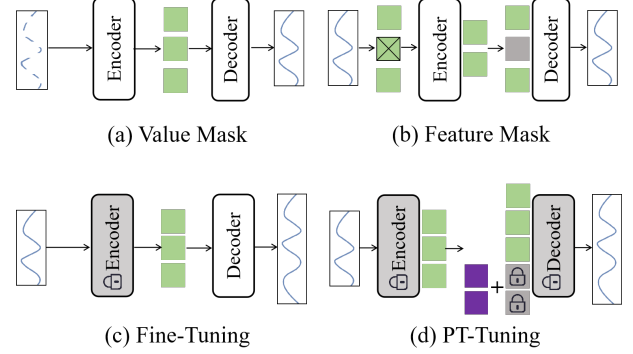 Encoder
Decoder
(a) Value Mask
Encoder
Decoder
(b) Feature Mask
Encoder
Decoder
(c) Fine-Tuning
Encoder
+
Decoder
(d) PT-Tuning